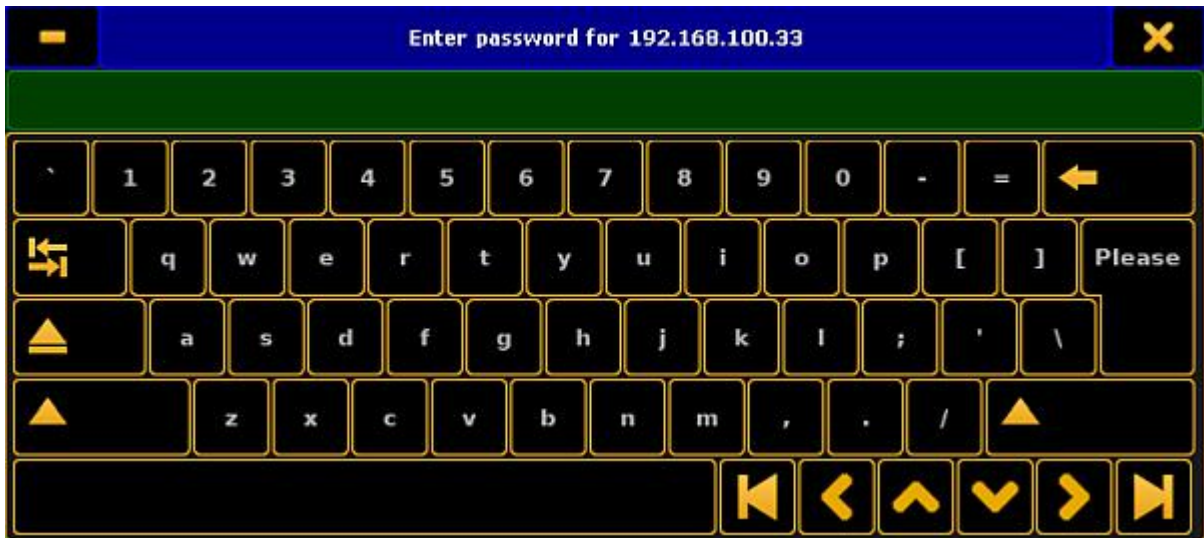 Enter password for 192.168.100.33
` 1 2 3 4 5 6 7 8 9 0 - =
q w e r t y u i o p [ ] Please
a s d f g h j k l ; ' \
z x c v b n m , . /